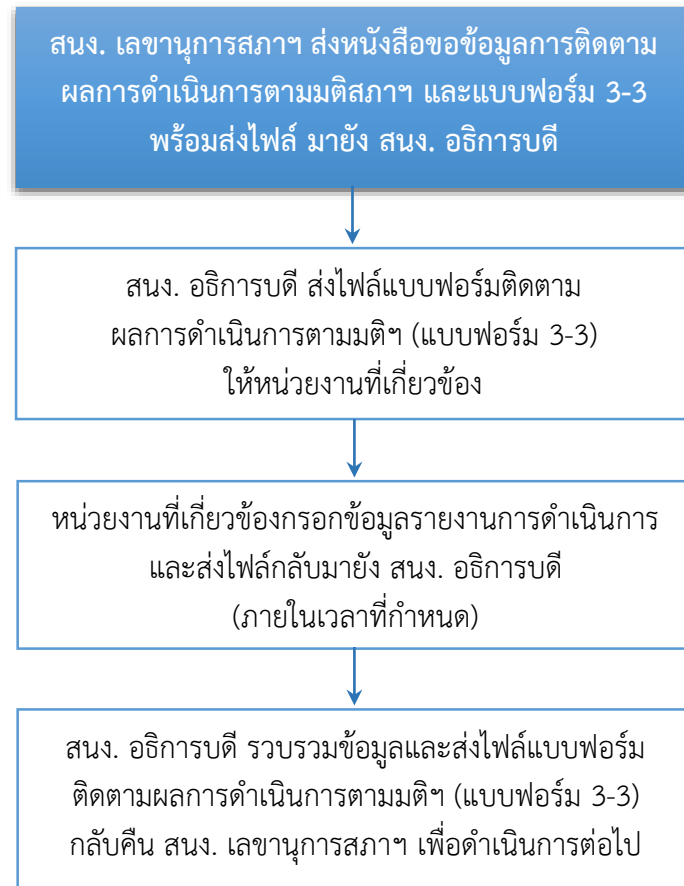 สนง. เลขานุการสภาฯ ส่งหนังสือขอข้อมูลการติดตาม
ผลการดำเนินการตามมติสภาฯ และแบบฟอร์ม 3-3
พร้อมส่งไฟล์ มายัง สนง. อธิการบดี
สนง. อธิการบดี ส่งไฟล์แบบฟอร์มติดตาม
ผลการดำเนินการตามมติฯ (แบบฟอร์ม 3-3)
ให้หน่วยงานที่เกี่ยวข้อง
หน่วยงานที่เกี่ยวข้องกรอกข้อมูลรายงานการดำเนินการ
และส่งไฟล์กลับมายัง สนง. อธิการบดี
(ภายในเวลาที่กำหนด)
สนง. อธิการบดี รวบรวมข้อมูลและส่งไฟล์แบบฟอร์ม
ติดตามผลการดำเนินการตามมติฯ (แบบฟอร์ม 3-3)
กลับคืน สนง. เลขานุการสภาฯ เพื่อดำเนินการต่อไป